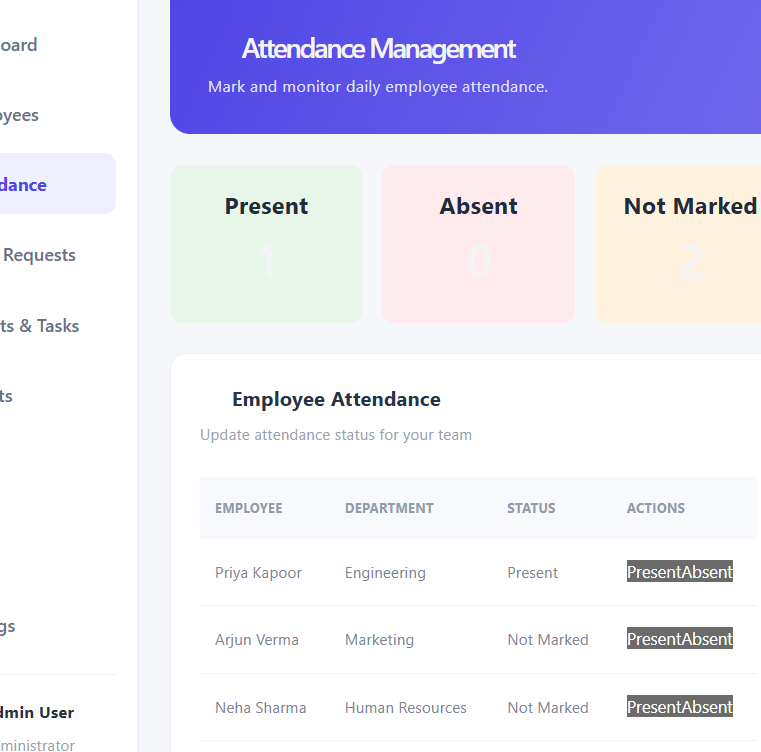 oard
oyees
dance
Requests
ts & Tasks
ts
gs
dmin User
ministrator
Attendance Management
Mark and monitor daily employee attendance.
Present
1
Absent
0
Not Marked
2
Employee Attendance
Update attendance status for your team
EMPLOYEE DEPARTMENT STATUS ACTIONS
Priya Kapoor Engineering Present PresentAbsent
Arjun Verma Marketing Not Marked PresentAbsent
Neha Sharma Human Resources Not Marked PresentAbsent